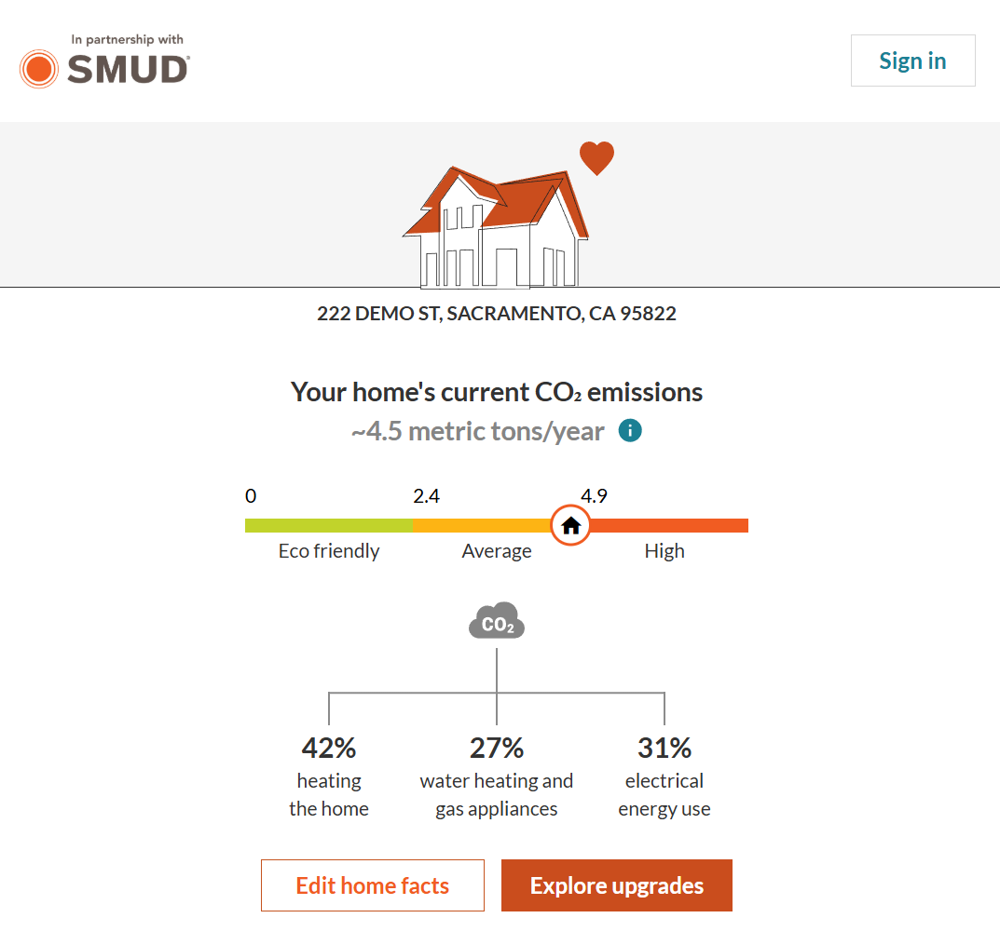 In partnership with
SMUD®
Sign in
222 DEMO ST, SACRAMENTO, CA 95822
Your home's current CO₂ emissions
~4.5 metric tons/year i
0 2.4 4.9
Eco friendly Average High
CO₂
42% 27% 31%
heating water heating and electrical
the home gas appliances energy use
Edit home facts Explore upgrades